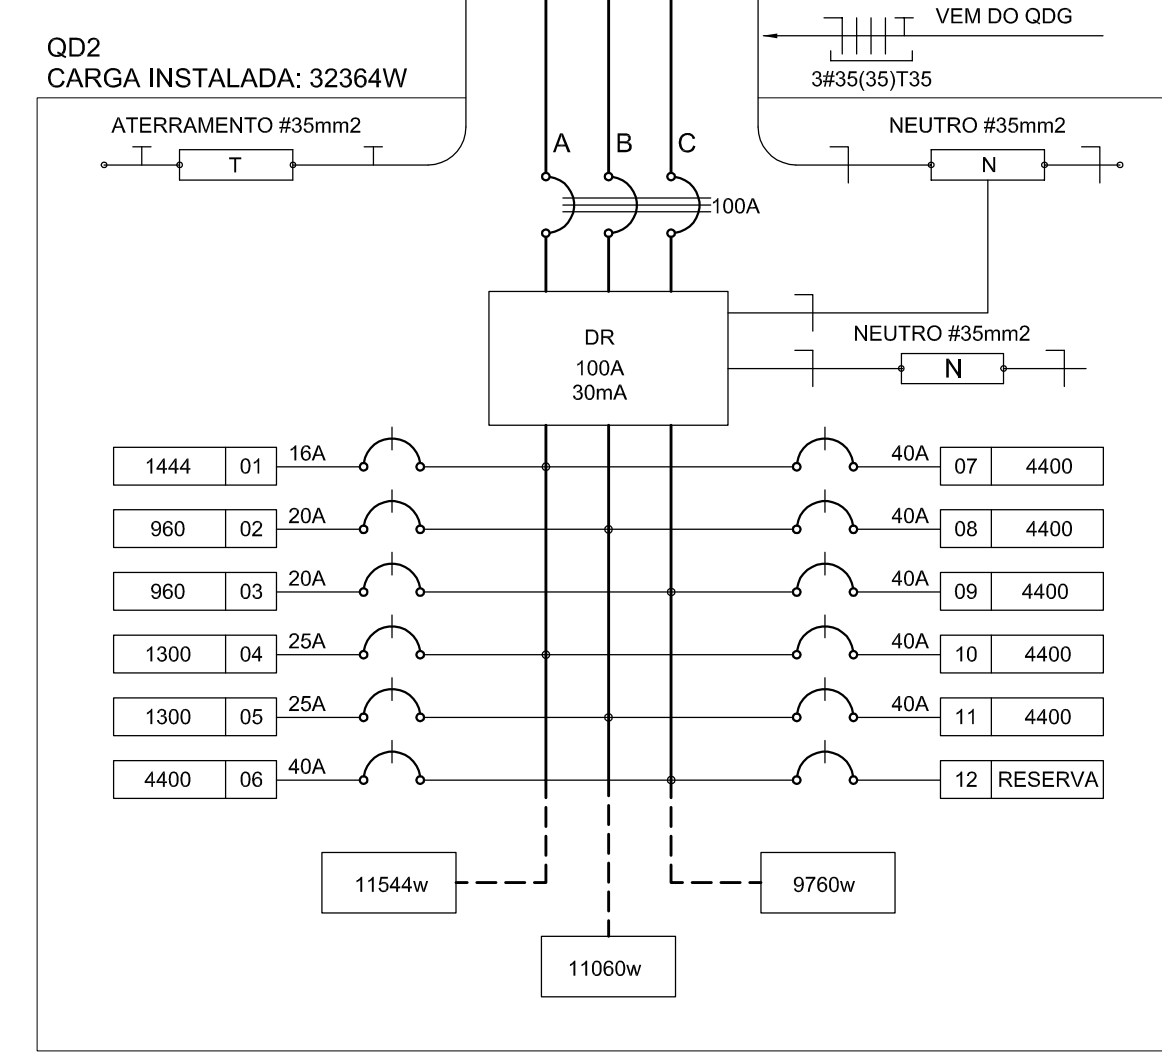 VEM DO QDG
3#35(35)T35
QD2
CARGA INSTALADA: 32364W
ATERRAMENTO #35mm2
T
A
B
C
NEUTRO #35mm2
N
100A
DR
100A
30mA
NEUTRO #35mm2
N
1444 01 16A
40A 07 4400
960 02 20A
40A 08 4400
960 03 20A
40A 09 4400
1300 04 25A
40A 10 4400
1300 05 25A
40A 11 4400
4400 06 40A
12 RESERVA
11544w
9760w
11060w